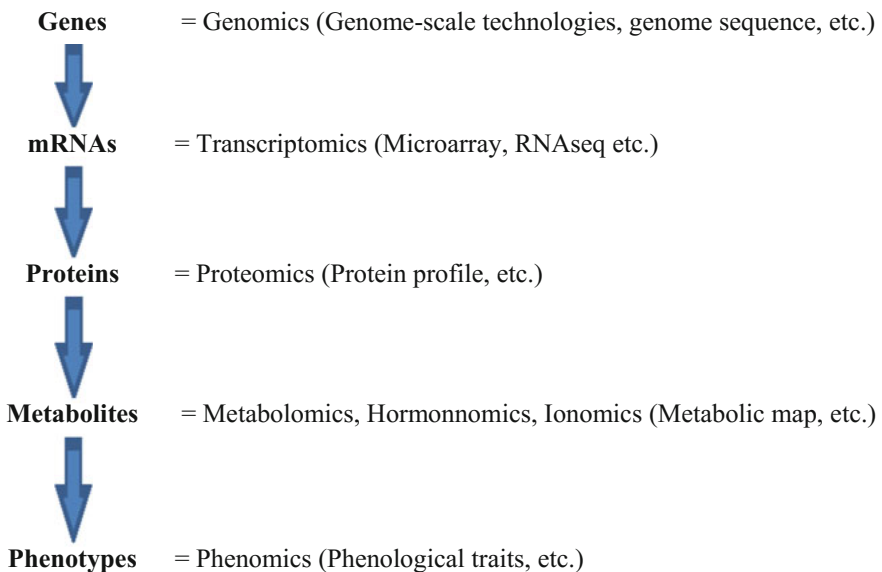 Genes = Genomics (Genome-scale technologies, genome sequence, etc.)
mRNAs = Transcriptomics (Microarray, RNAseq etc.)
Proteins = Proteomics (Protein profile, etc.)
Metabolites = Metabolomics, Hormonnomics, Ionomics (Metabolic map, etc.)
Phenotypes = Phenomics (Phenological traits, etc.)